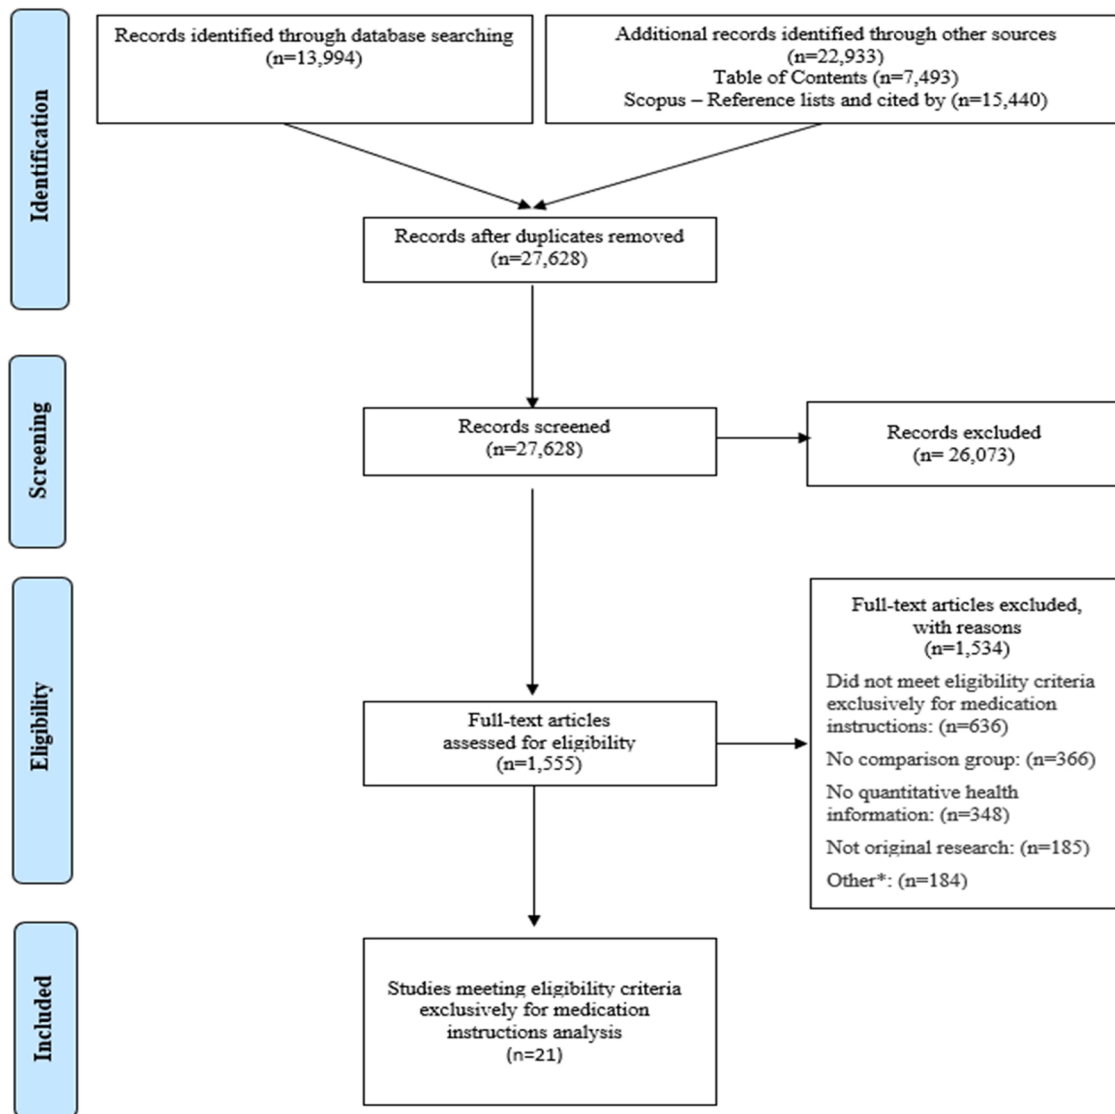 Identification
Records identified through database searching
(n=13,994)
Additional records identified through other sources
(n=22,933)
Table of Contents (n=7,493)
Scopus – Reference lists and cited by (n=15,440)
Records after duplicates removed
(n=27,628)
Screening
Records screened
(n=27,628)
Records excluded
(n= 26,073)
Eligibility
Full-text articles
assessed for eligibility
(n=1,555)
Full-text articles excluded,
with reasons
(n=1,534)
Did not meet eligibility criteria
exclusively for medication
instructions: (n=636)
No comparison group: (n=366)
No quantitative health
information: (n=348)
Not original research: (n=185)
Other*: (n=184)
Included
Studies meeting eligibility criteria
exclusively for medication
instructions analysis
(n=21)